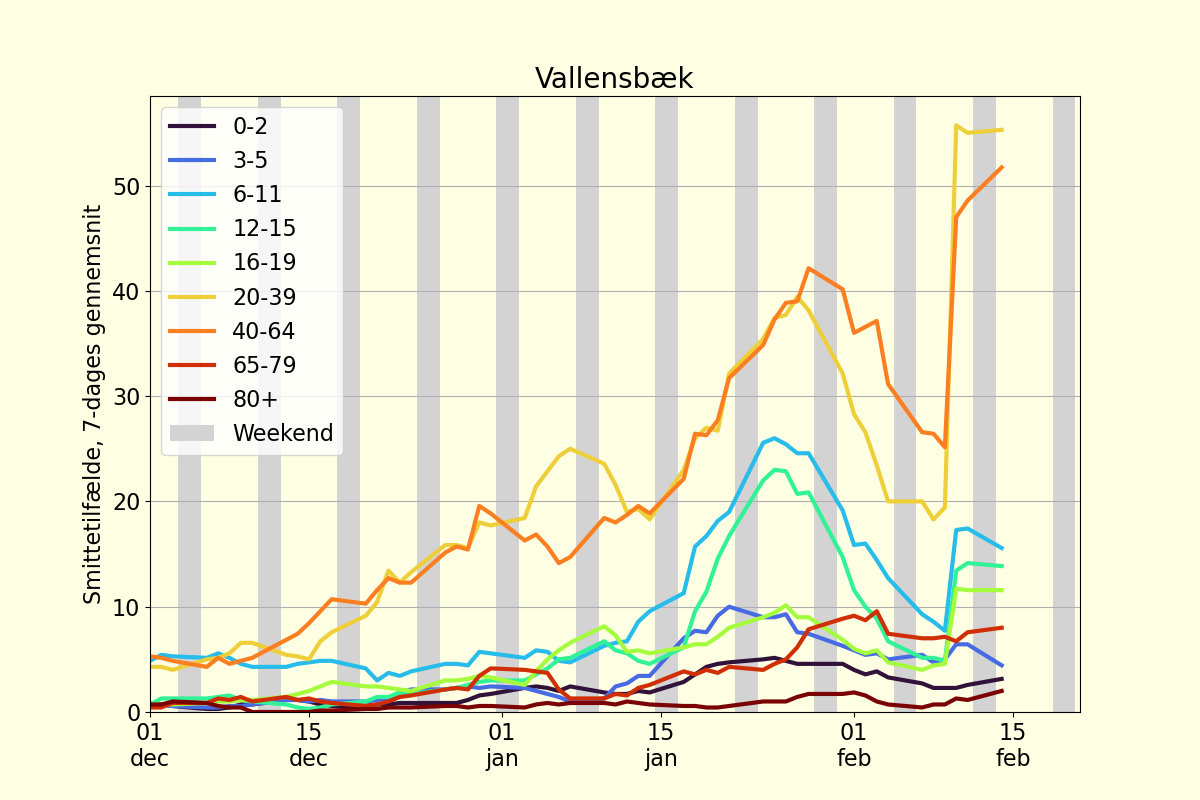 Vallensbæk
Smittetilfælde, 7-dages gennemsnit
50
40
30
20
10
0
0-2
3-5
6-11
12-15
16-19
20-39
40-64
65-79
80+
Weekend
01 dec
15 dec
01 jan
15 jan
01 feb
15 feb